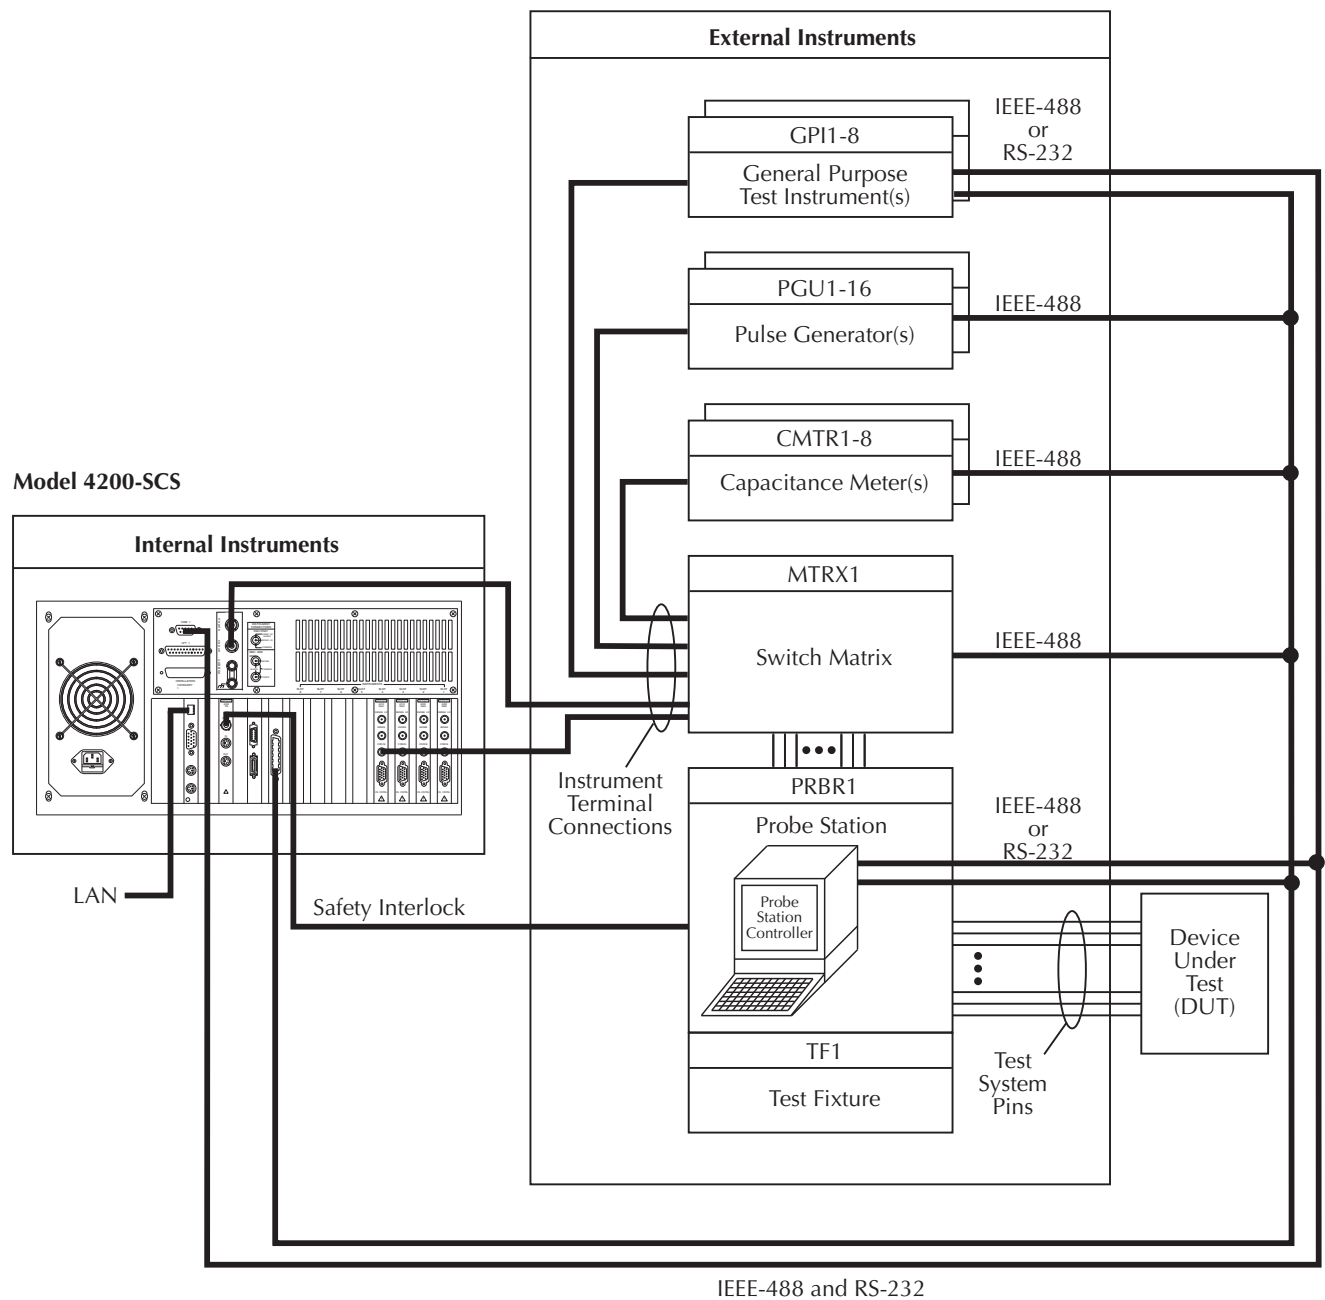 External Instruments
GPI1-8
General Purpose
Test Instrument(s)
IEEE-488
or
RS-232
PGU1-16
Pulse Generator(s)
IEEE-488
CMTR1-8
Capacitance Meter(s)
IEEE-488
Model 4200-SCS
Internal Instruments
MTRX1
Switch Matrix
IEEE-488
Instrument
Terminal
Connections
PRBR1
Probe Station
IEEE-488
or
RS-232
Probe
Station
Controller
LAN
Safety Interlock
Device
Under
Test
(DUT)
TF1
Test Fixture
Test
System
Pins
IEEE-488 and RS-232